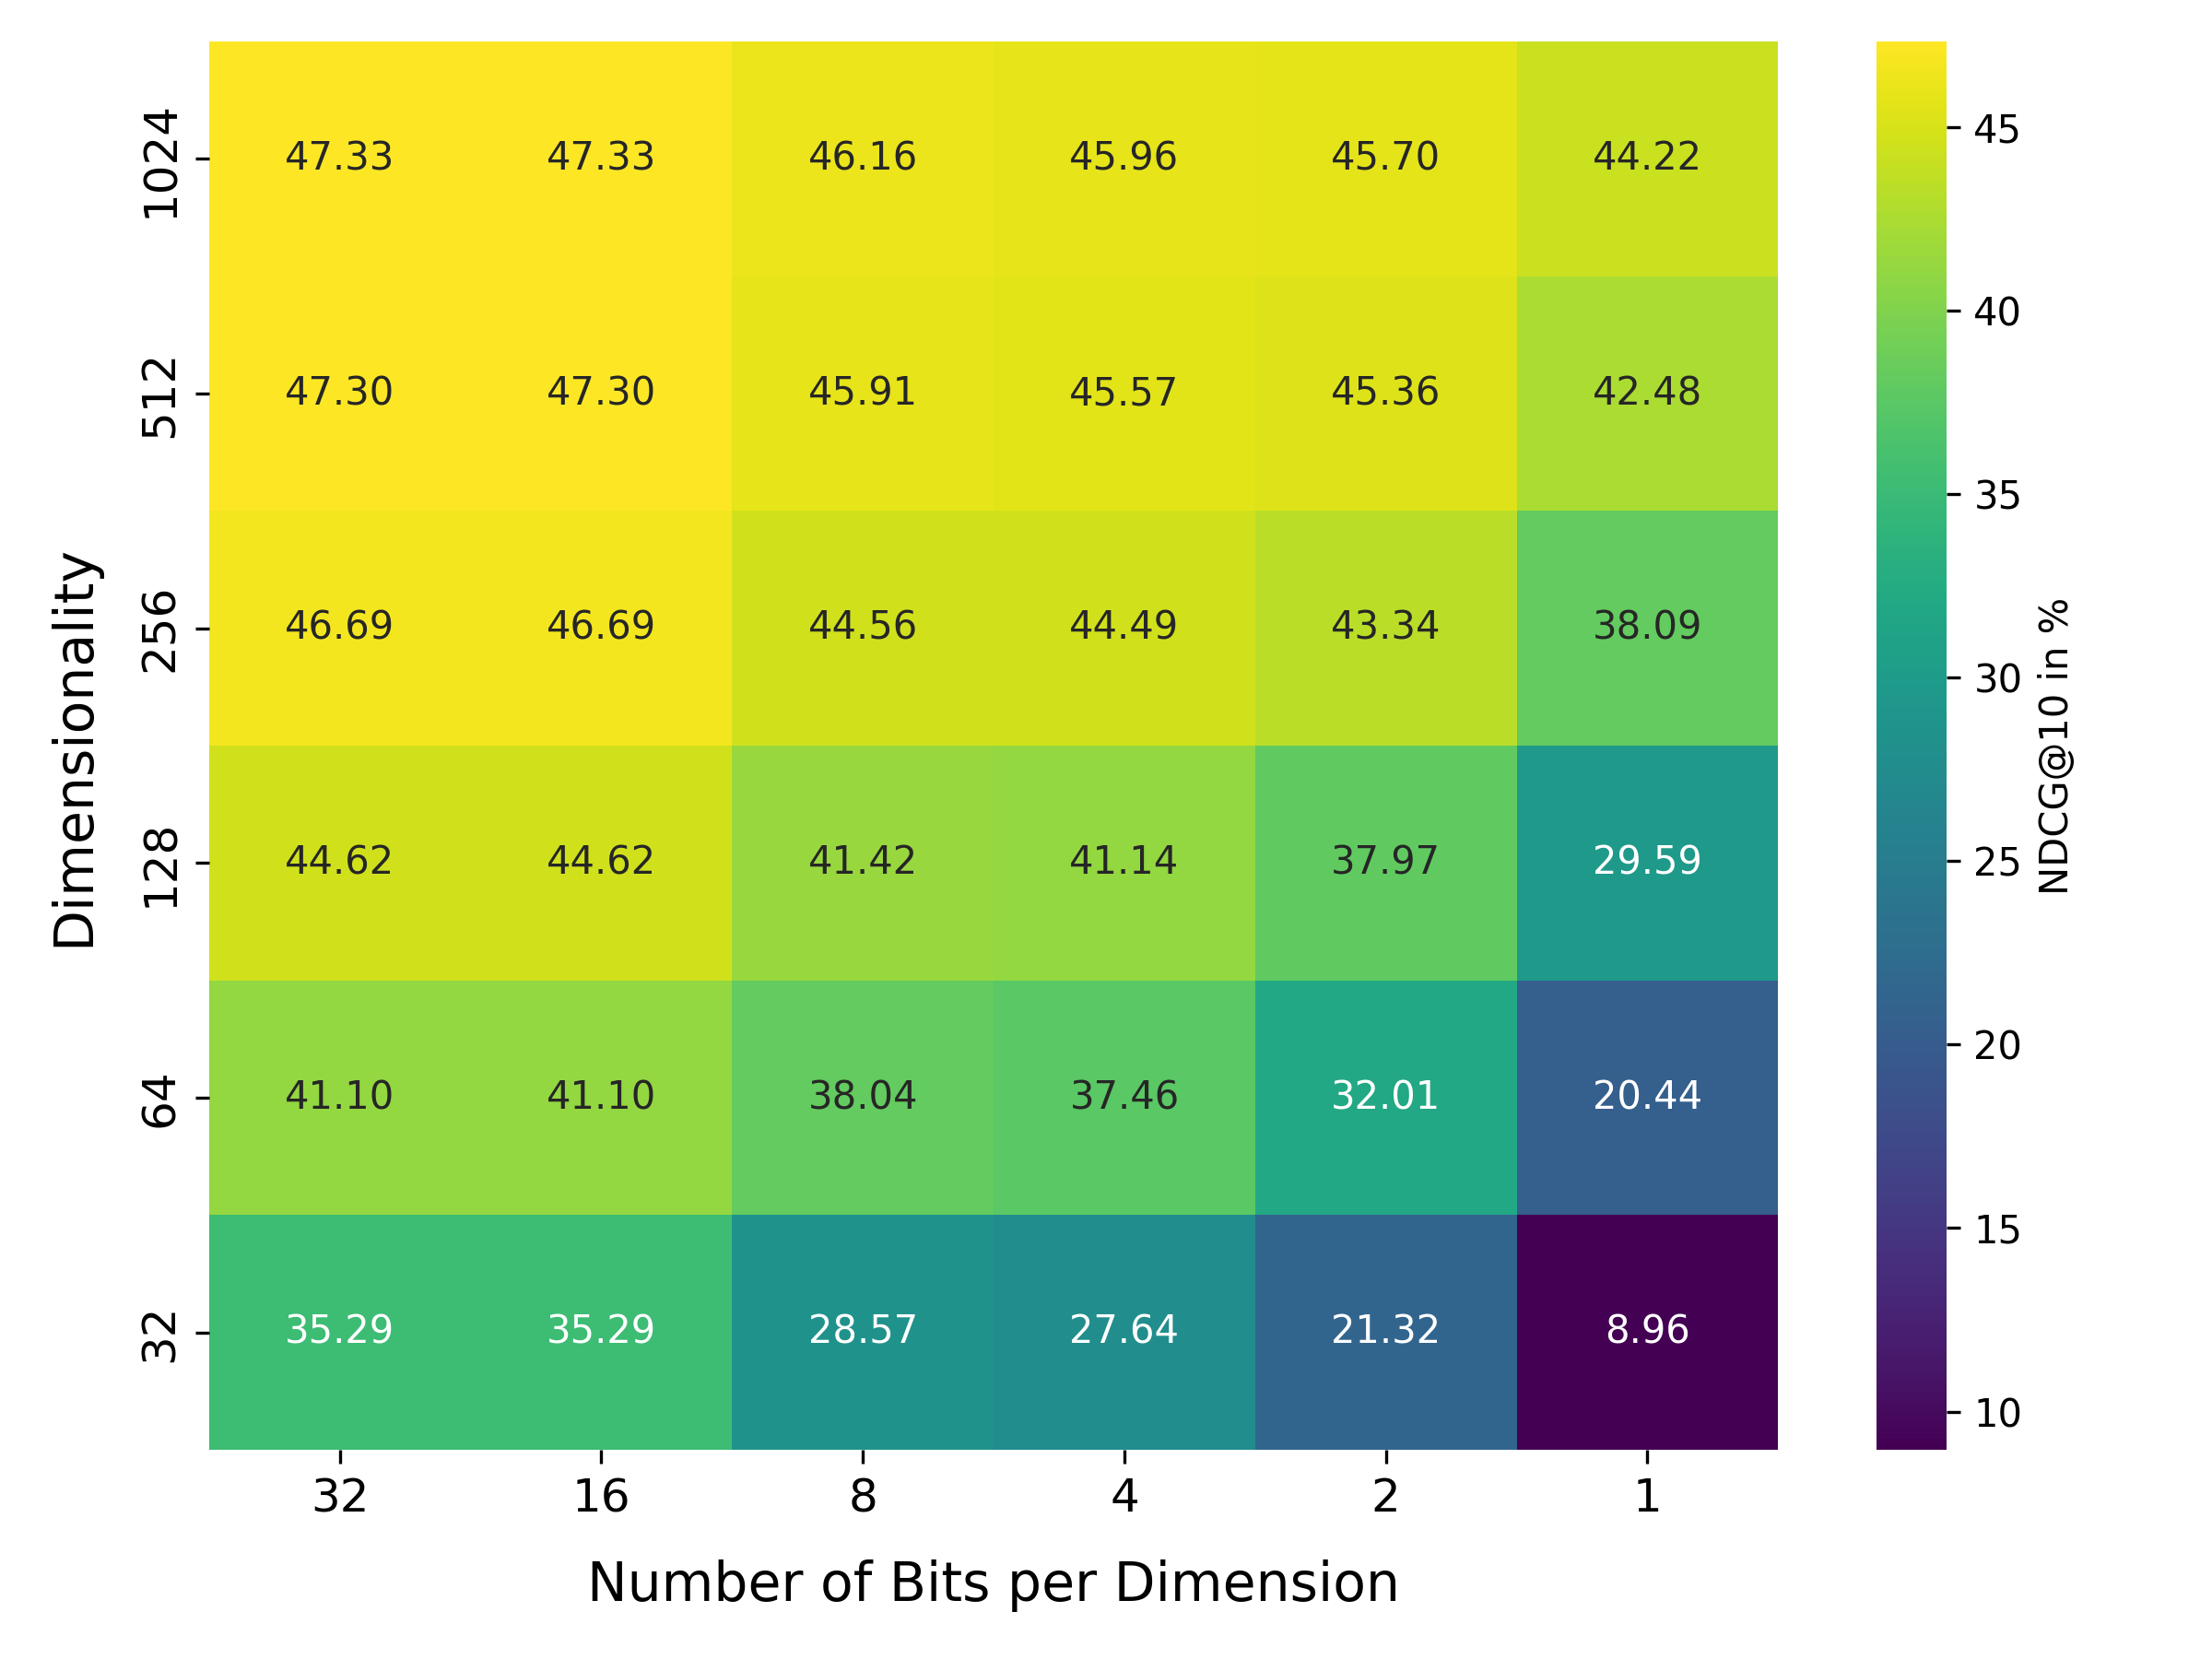 1024 47.33 47.33 46.16 45.96 45.70 44.22
512 47.30 47.30 45.91 45.57 45.36 42.48
256 46.69 46.69 44.56 44.49 43.34 38.09
128 44.62 44.62 41.42 41.14 37.97 29.59
64 41.10 41.10 38.04 37.46 32.01 20.44
32 35.29 35.29 28.57 27.64 21.32 8.96
32 16 8 4 2 1
Number of Bits per Dimension
Dimensionality
45
40
35
30
25
20
15
10
NDCG@10 in %